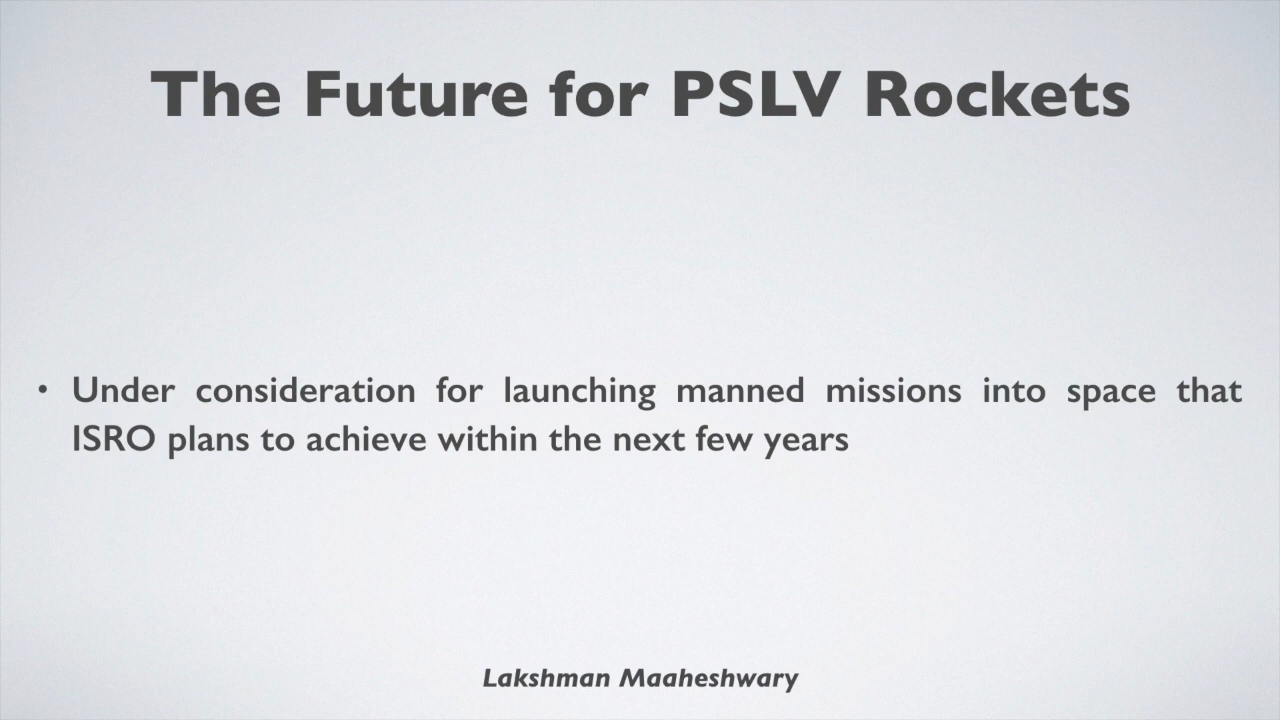 The Future for PSLV Rockets
• Under consideration for launching manned missions into space that
ISRO plans to achieve within the next few years
Lakshman Maaheshwary